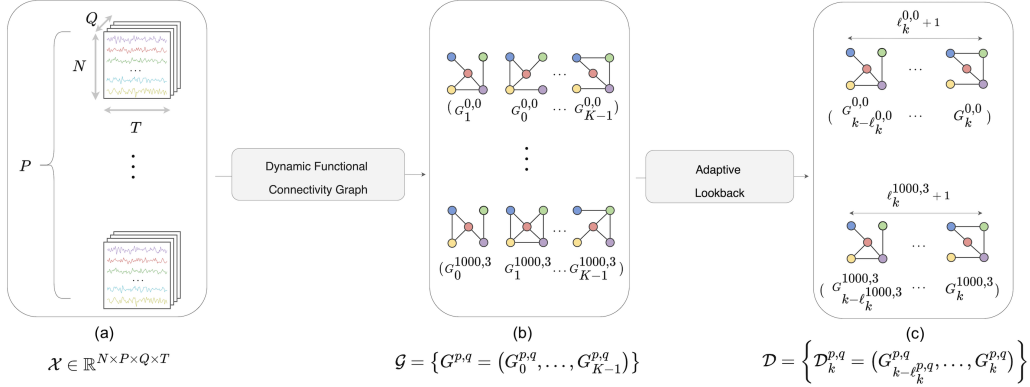 Q
N
...
T
P
...
Dynamic Functional
Connectivity Graph
...
( G_1^{0,0} G_0^{0,0} ... G_{K-1}^{0,0} )
...
( G_0^{1000,3} G_1^{1000,3} ... G_{K-1}^{1000,3} )
Adaptive
Lookback
ℓ_k^{0,0} + 1
...
( G_{k-ℓ_k^{0,0}}^{0,0} ... G_k^{0,0} )
ℓ_k^{1000,3} + 1
...
( G_{k-ℓ_k^{1000,3}}^{1000,3} ... G_k^{1000,3} )
(a)
(b)
(c)
𝒳 ∈ ℝ^{N×P×Q×T}
𝒢 = {G^{p,q} = (G_0^{p,q}, ..., G_{K-1}^{p,q})}
𝒟 = {𝒟_k^{p,q} = (G_{k-ℓ_k^{p,q}}^{p,q}, ..., G_k^{p,q})}